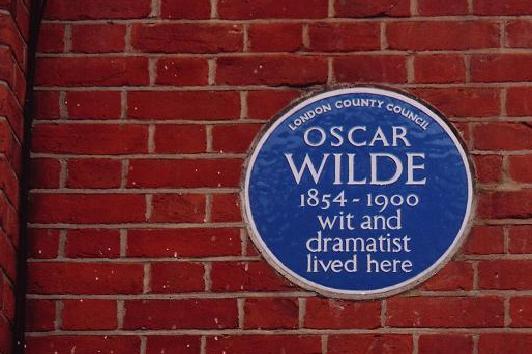 LONDON COUNTY COUNCIL
OSCAR
WILDE
1854-1900
wit and
dramatist
lived here